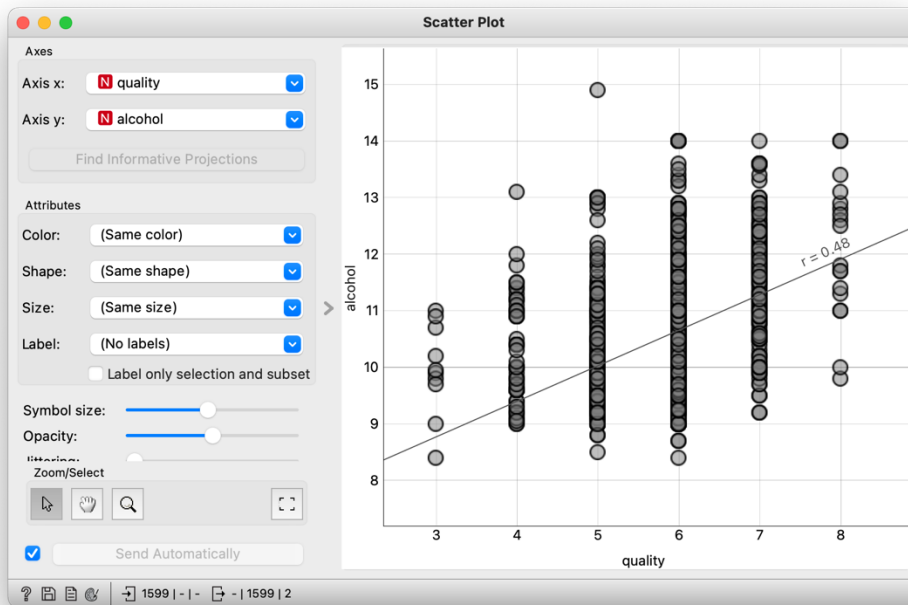 Scatter Plot
Axes
Axis x: N quality
Axis y: N alcohol
Find Informative Projections
Attributes
Color: (Same color)
Shape: (Same shape)
Size: (Same size)
Label: (No labels)
Label only selection and subset
Symbol size:
Opacity:
Jittering:
Zoom/Select
Send Automatically
? 1599 | - | - - | 1599 | 2
15
14
13
12
11
10
9
8
alcohol
r = 0.48
3 4 5 6 7 8
quality